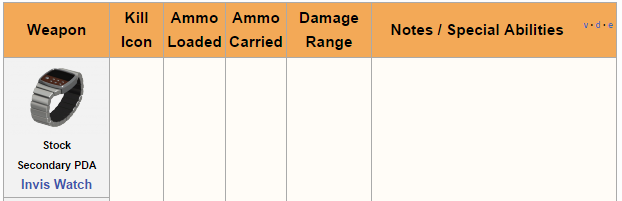 Weapon
Kill
Icon
Ammo
Loaded
Ammo
Carried
Damage
Range
Notes / Special Abilities
v • d • e
Stock
Secondary PDA
Invis Watch